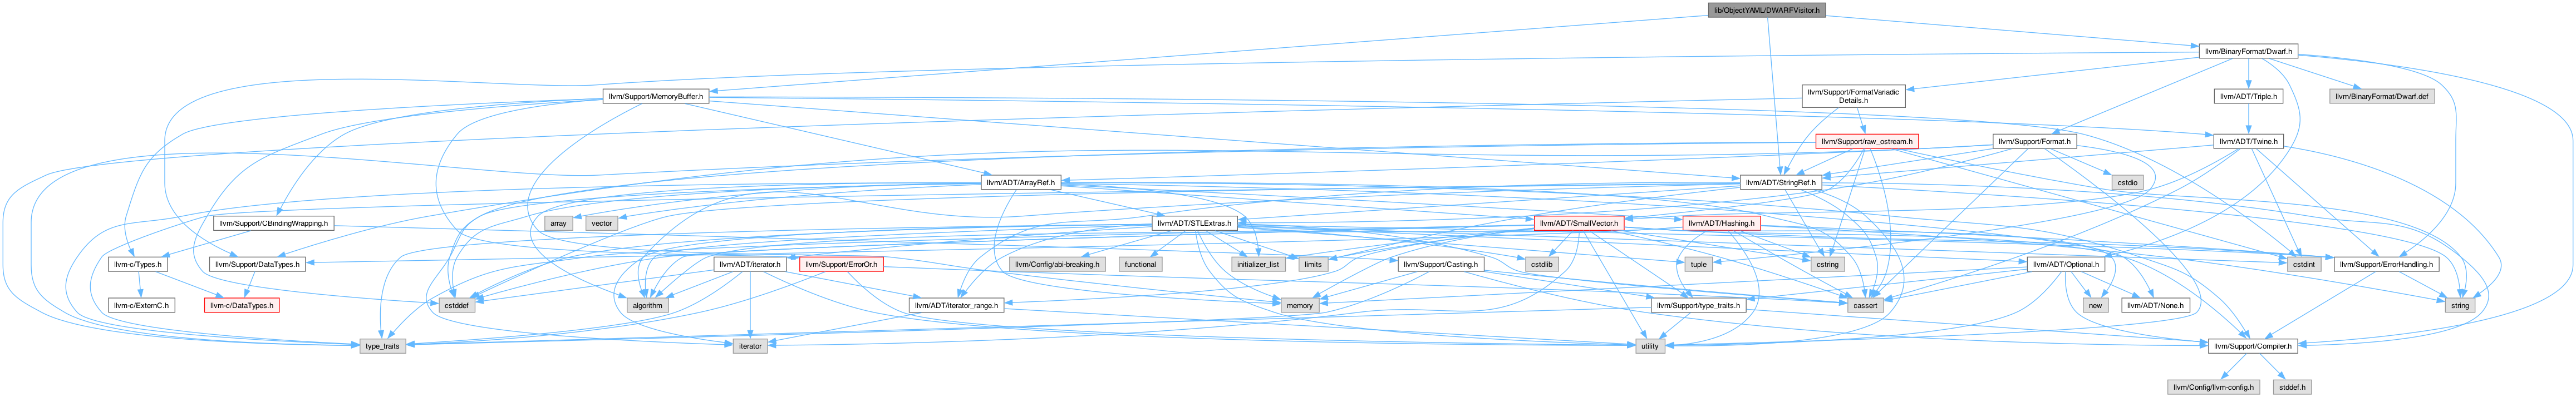 lib/ObjectYAML/DWARFVisitor.h
llvm/BinaryFormat/Dwarf.h
llvm/Support/MemoryBuffer.h
llvm/Support/FormatVariadic
Details.h
llvm/ADT/Triple.h
llvm/BinaryFormat/Dwarf.def
llvm/Support/raw_ostream.h
llvm/Support/Format.h
llvm/ADT/Twine.h
llvm/ADT/ArrayRef.h
llvm/ADT/StringRef.h
cstdio
llvm/Support/CBindingWrapping.h
array
vector
llvm/ADT/STLExtras.h
llvm/ADT/SmallVector.h
llvm/ADT/Hashing.h
llvm-c/Types.h
llvm/Support/DataTypes.h
llvm/ADT/iterator.h
llvm/Support/ErrorOr.h
llvm/Config/abi-breaking.h
functional
initializer_list
limits
llvm/Support/Casting.h
cstdlib
cstring
tuple
llvm/ADT/Optional.h
cstdint
llvm/Support/ErrorHandling.h
llvm-c/ExternC.h
llvm-c/DataTypes.h
cstddef
algorithm
llvm/ADT/iterator_range.h
memory
llvm/Support/type_traits.h
cassert
new
llvm/ADT/None.h
string
type_traits
iterator
utility
llvm/Support/Compiler.h
llvm/Config/llvm-config.h
stddef.h